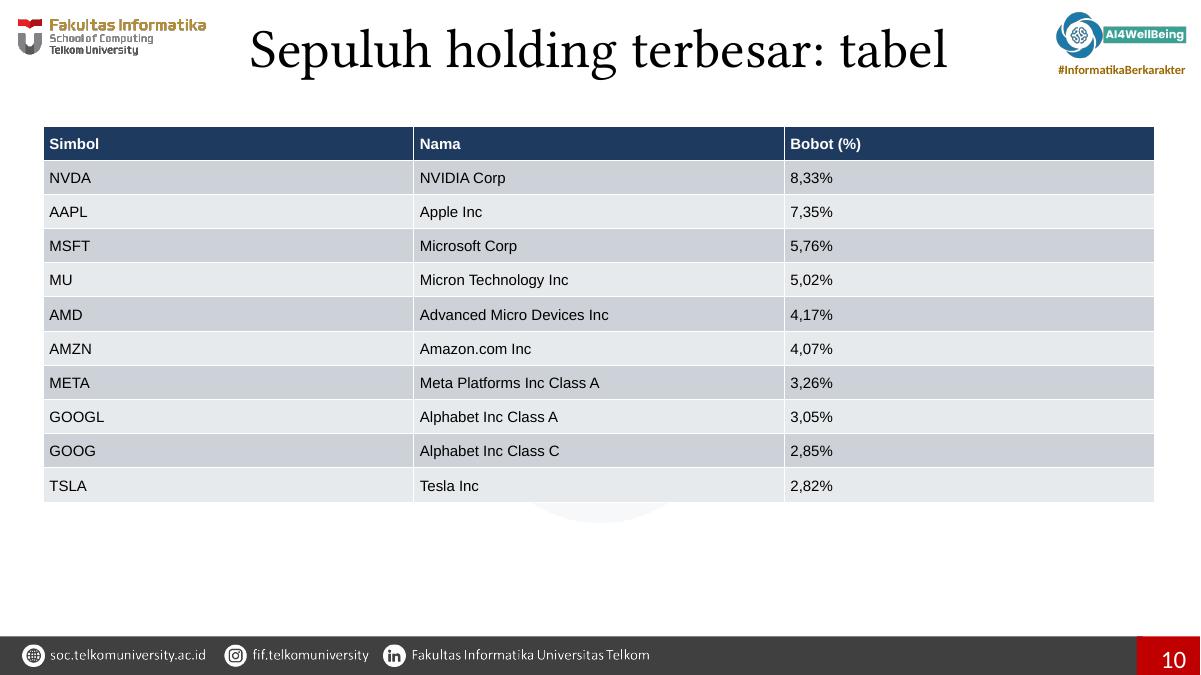 Fakultas Informatika
School of Computing
Telkom University
Sepuluh holding terbesar: tabel
AI4WellBeing
#InformatikaBerkarakter
Simbol Nama Bobot (%)
NVDA NVIDIA Corp 8,33%
AAPL Apple Inc 7,35%
MSFT Microsoft Corp 5,76%
MU Micron Technology Inc 5,02%
AMD Advanced Micro Devices Inc 4,17%
AMZN Amazon.com Inc 4,07%
META Meta Platforms Inc Class A 3,26%
GOOGL Alphabet Inc Class A 3,05%
GOOG Alphabet Inc Class C 2,85%
TSLA Tesla Inc 2,82%
soc.telkomuniversity.ac.id fif.telkomuniversity Fakultas Informatika Universitas Telkom 10